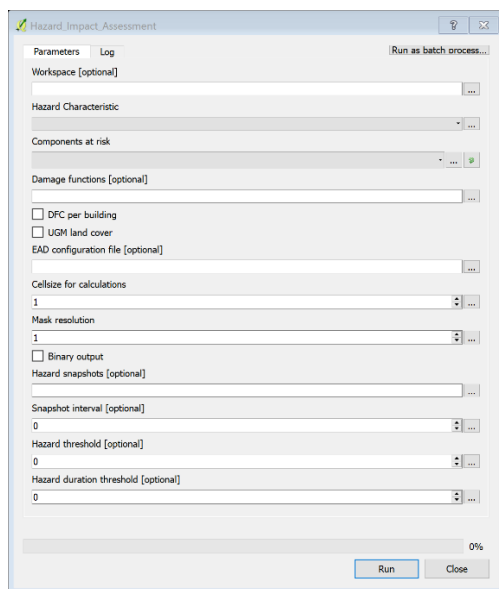 Hazard_Impact_Assessment
Parameters Log Run as batch process...
Workspace [optional]
...
Hazard Characteristic
...
Components at risk
...
Damage functions [optional]
...
DFC per building
UGM land cover
EAD configuration file [optional]
...
Cellsize for calculations
1 ...
Mask resolution
1 ...
Binary output
Hazard snapshots [optional]
...
Snapshot interval [optional]
0 ...
Hazard threshold [optional]
0 ...
Hazard duration threshold [optional]
0 ...
0%
Run Close